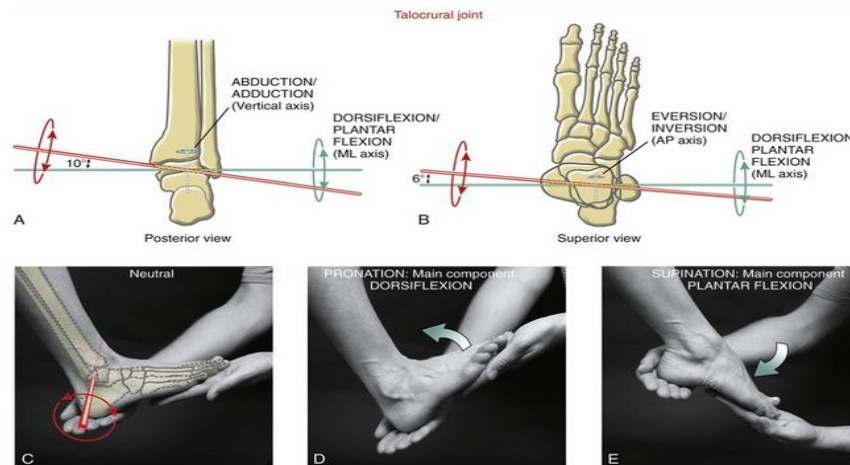 Talocrural joint
ABDUCTION/
ADDUCTION
(Vertical axis)
DORSIFLEXION/
PLANTAR
FLEXION
(ML axis)
10°
A
Posterior view
EVERSION/
INVERSION
(AP axis)
DORSIFLEXION/
PLANTAR
FLEXION
(ML axis)
6°
B
Superior view
Neutral
C
PRONATION: Main component
DORSIFLEXION
D
SUPINATION: Main component
PLANTAR FLEXION
E